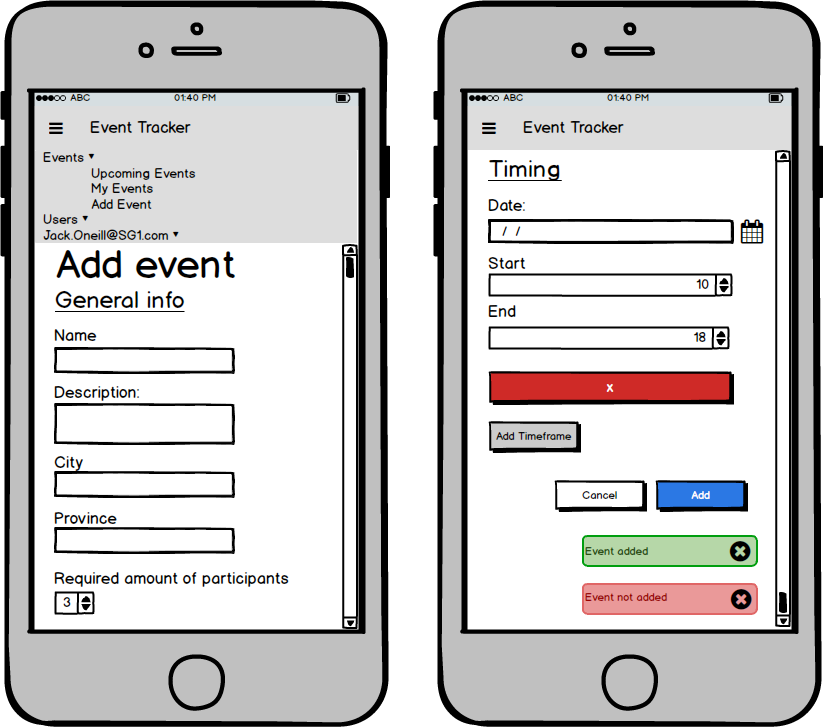 ABC 01:40 PM
Event Tracker
Events
Upcoming Events
My Events
Add Event
Users
Jack.Oneill@SG1.com
Add event
General info
Name
Description:
City
Province
Required amount of participants
3
ABC 01:40 PM
Event Tracker
Timing
Date:
/ /
Start
10
End
18
X
Add Timeframe
Cancel Add
Event added
Event not added